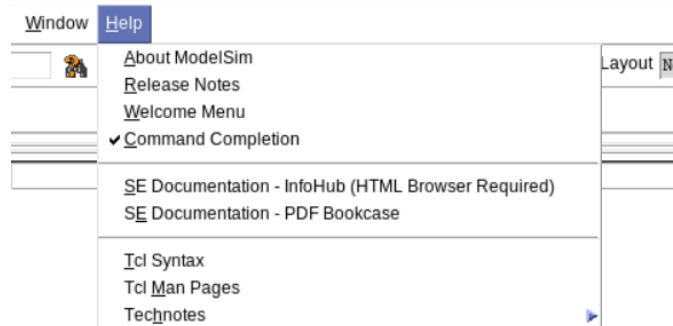 Window Help
About ModelSim
Layout
Release Notes
Welcome Menu
✔ Command Completion
SE Documentation - InfoHub (HTML Browser Required)
SE Documentation - PDF Bookcase
Tcl Syntax
Tcl Man Pages
Technotes